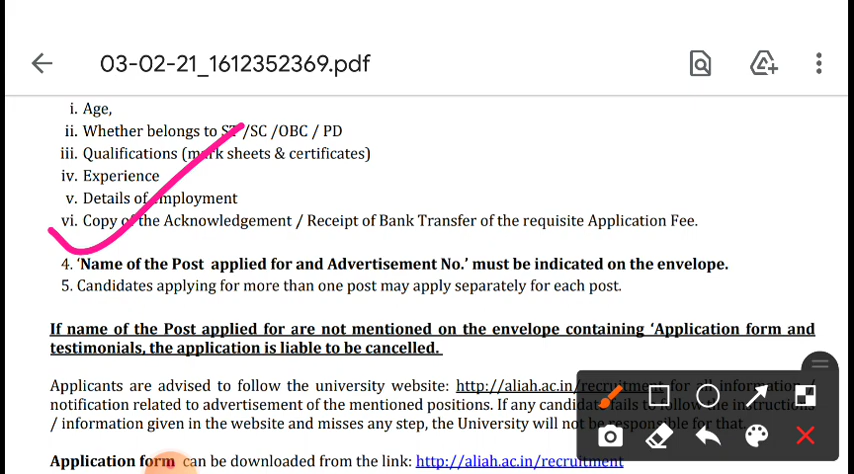 03-02-21_1612352369.pdf
i. Age,
ii. Whether belongs to ST /SC /OBC / PD
iii. Qualifications (mark sheets & certificates)
iv. Experience
v. Details of employment
vi. Copy of the Acknowledgement / Receipt of Bank Transfer of the requisite Application Fee.
4. ‘Name of the Post applied for and Advertisement No.’ must be indicated on the envelope.
5. Candidates applying for more than one post may apply separately for each post.
If name of the Post applied for are not mentioned on the envelope containing ‘Application form and
testimonials, the application is liable to be cancelled.
Applicants are advised to follow the university website: http://aliah.ac.in/recruitment for all information /
notification related to advertisement of the mentioned positions. If any candidate fails to follow the instructions
/ information given in the website and misses any step, the University will not be responsible for that.
Application form can be downloaded from the link: http://aliah.ac.in/recruitment